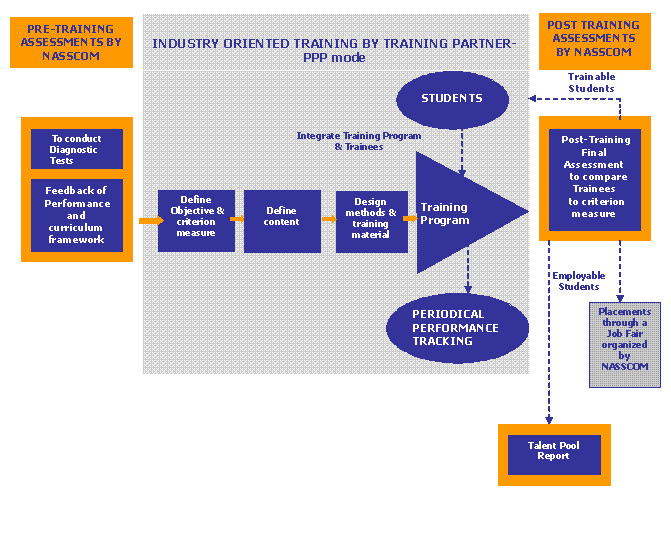 PRE-TRAINING
ASSESSMENTS BY
NASSCOM
INDUSTRY ORIENTED TRAINING BY TRAINING PARTNER-
PPP mode
POST TRAINING
ASSESSMENTS
BY NASSCOM
Trainable
Students
STUDENTS
Integrate Training Program
& Trainees
To conduct
Diagnostic
Tests
Feedback of
Performance
and
curriculum
framework
Define
Objective &
criterion
measure
Define
content
Design
methods &
training
material
Training
Program
Post-Training
Final
Assessment
to compare
Trainees
to criterion
measure
PERIODICAL
PERFORMANCE
TRACKING
Employable
Students
Placements
through a
Job Fair
organized
by
NASSCOM
Talent Pool
Report